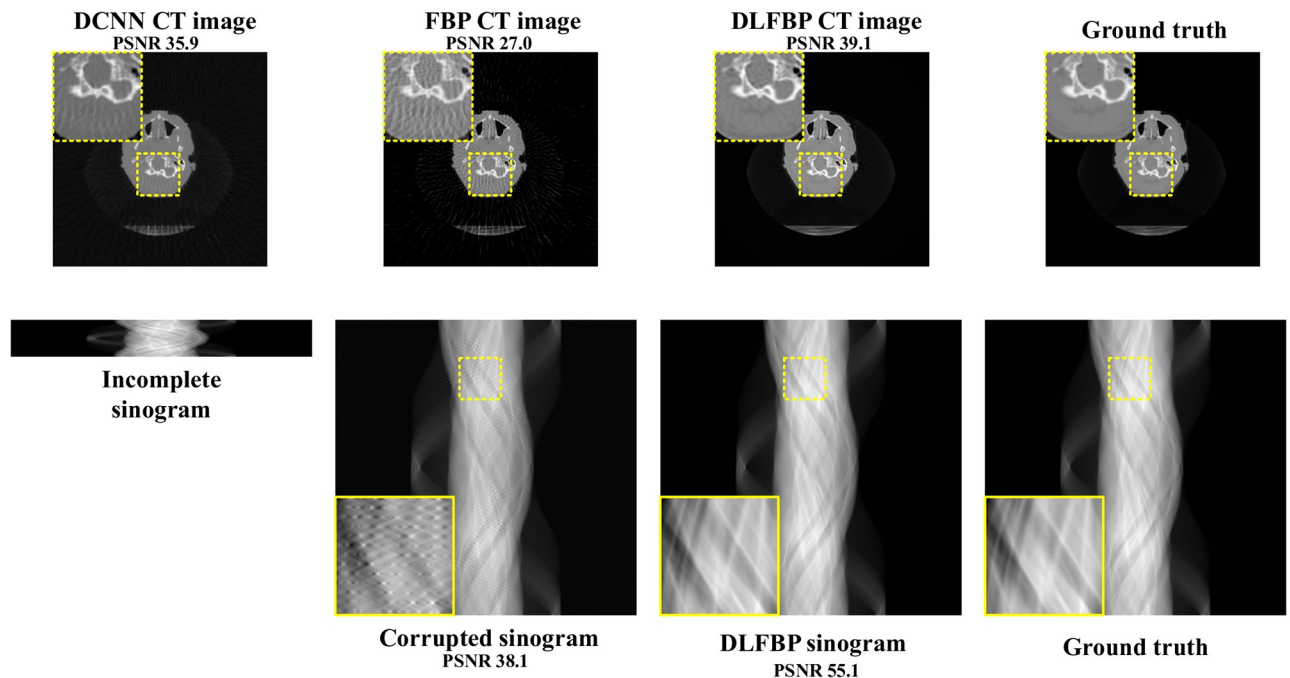 DCNN CT image
PSNR 35.9
FBP CT image
PSNR 27.0
DLFBP CT image
PSNR 39.1
Ground truth
Incomplete
sinogram
Corrupted sinogram
PSNR 38.1
DLFBP sinogram
PSNR 55.1
Ground truth